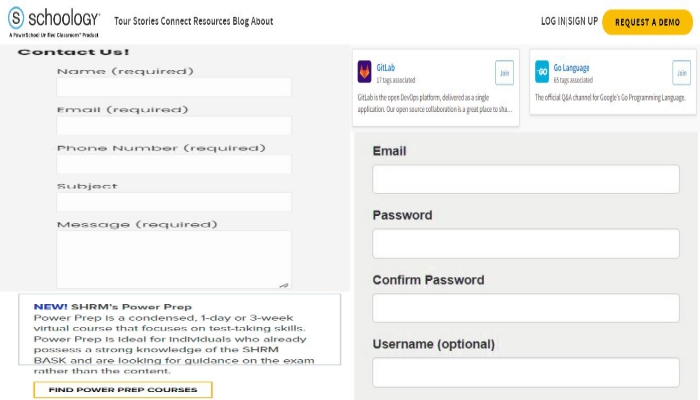 schoology®
A PowerSchool Unified Classroom™ Product
Tour Stories Connect Resources Blog About
LOG IN|SIGN UP
REQUEST A DEMO
Contact Us!
Name (required)
Email (required)
Phone Number (required)
Subject
Message (required)
NEW! SHRM's Power Prep
Power Prep is a condensed, 1-day or 3-week
virtual course that focuses on test-taking skills.
Power Prep is ideal for individuals who already
possess a strong knowledge of the SHRM
BASK and are looking for guidance on the exam
rather than the content.
FIND POWER PREP COURSES
GitLab
17 tags associated
Join
GitLab is the open DevOps platform, delivered as a single
application. Our open source collaboration is a great place to sha...
GO
Go Language
65 tags associated
Join
The official Q&A channel for Google's Go Programming Language.
Email
Password
Confirm Password
Username (optional)